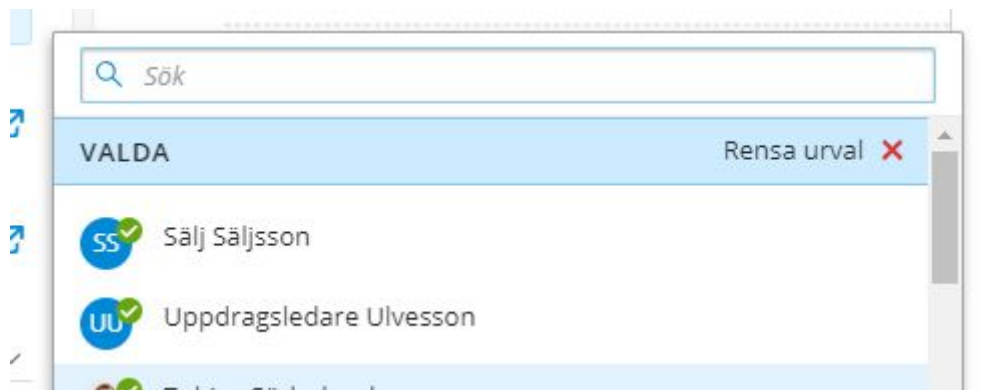 Sök
VALDA
Rensa urval
SS Sälj Säljsson
UU Uppdragsledare Ulvesson